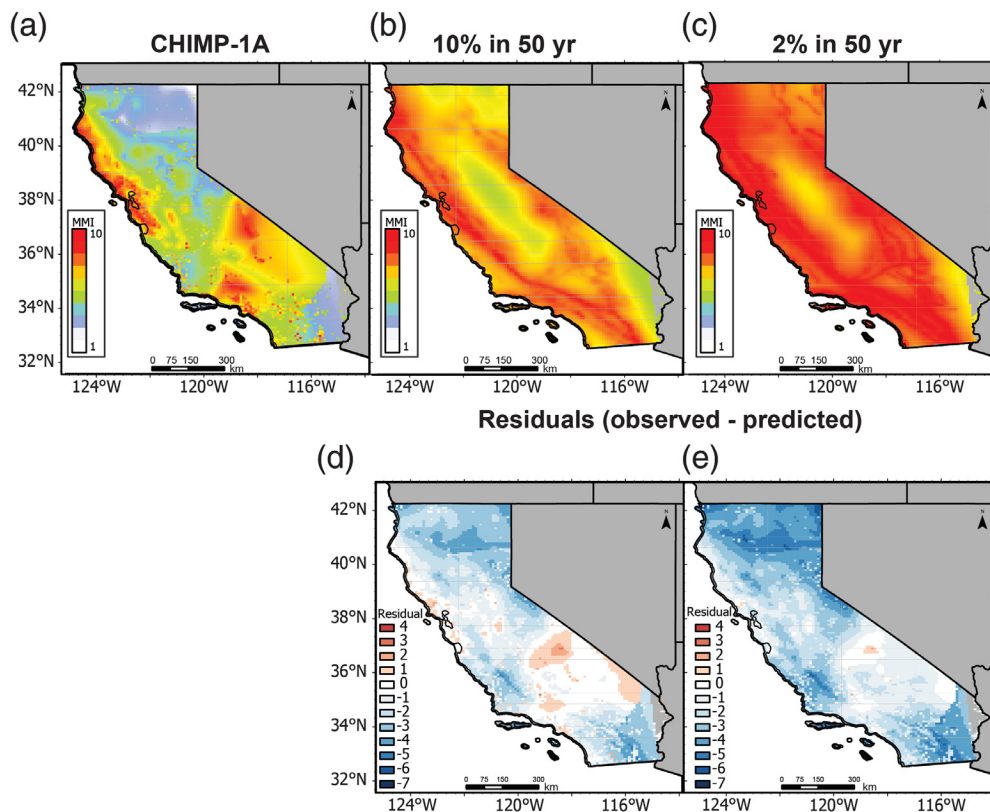 (a)
CHIMP-1A
(b)
10% in 50 yr
(c)
2% in 50 yr
42°N
40°N
38°N
36°N
34°N
32°N
N
N
N
MMI
10
1
MMI
10
1
MMI
10
1
0 75 150 300
km
0 75 150 300
km
0 75 150 300
km
124°W 120°W 116°W
124°W 120°W 116°W
124°W 120°W 116°W
Residuals (observed - predicted)
(d)
(e)
42°N
40°N
38°N
36°N
34°N
32°N
N
N
Residual
4
3
2
1
0
-1
-2
-3
-4
-5
-6
-7
Residual
4
3
2
1
0
-1
-2
-3
-4
-5
-6
-7
0 75 150 300
km
0 75 150 300
km
124°W 120°W 116°W
124°W 120°W 116°W